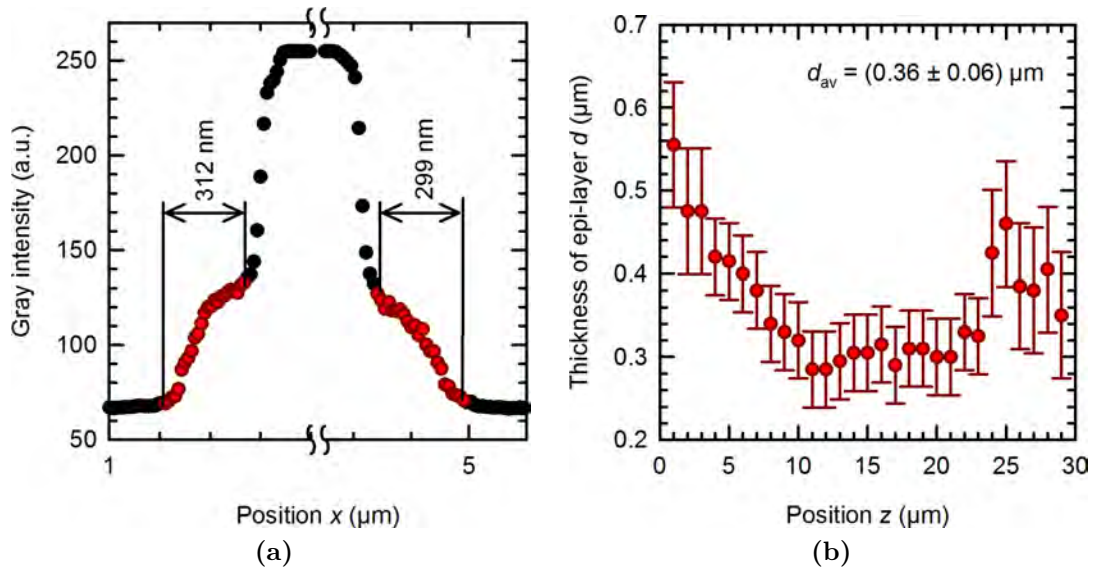 250
200
150
100
50
Gray intensity (a.u.)
312 nm
299 nm
1
5
Position x (µm)
(a)
0.7
0.6
0.5
0.4
0.3
0.2
Thickness of epi-layer d (µm)
d_av = (0.36 ± 0.06) µm
0 5 10 15 20 25 30
Position z (µm)
(b)